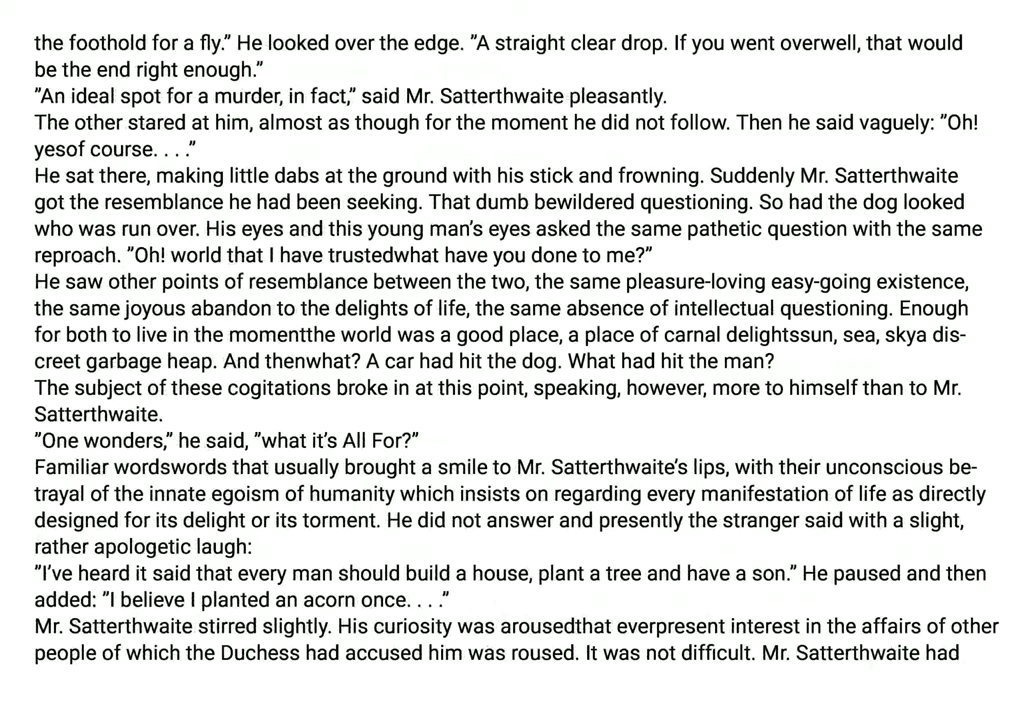 the foothold for a fly.” He looked over the edge. ”A straight clear drop. If you went overwell, that would
be the end right enough.”
”An ideal spot for a murder, in fact,” said Mr. Satterthwaite pleasantly.
The other stared at him, almost as though for the moment he did not follow. Then he said vaguely: ”Oh!
yesof course. . . .”
He sat there, making little dabs at the ground with his stick and frowning. Suddenly Mr. Satterthwaite
got the resemblance he had been seeking. That dumb bewildered questioning. So had the dog looked
who was run over. His eyes and this young man’s eyes asked the same pathetic question with the same
reproach. ”Oh! world that I have trustedwhat have you done to me?”
He saw other points of resemblance between the two, the same pleasure-loving easy-going existence,
the same joyous abandon to the delights of life, the same absence of intellectual questioning. Enough
for both to live in the momentthe world was a good place, a place of carnal delightssun, sea, skya dis-
creet garbage heap. And thenwhat? A car had hit the dog. What had hit the man?
The subject of these cogitations broke in at this point, speaking, however, more to himself than to Mr.
Satterthwaite.
”One wonders,” he said, ”what it’s All For?”
Familiar wordswords that usually brought a smile to Mr. Satterthwaite’s lips, with their unconscious be-
trayal of the innate egoism of humanity which insists on regarding every manifestation of life as directly
designed for its delight or its torment. He did not answer and presently the stranger said with a slight,
rather apologetic laugh:
”I’ve heard it said that every man should build a house, plant a tree and have a son.” He paused and then
added: ”I believe I planted an acorn once. . . .”
Mr. Satterthwaite stirred slightly. His curiosity was arousedthat everpresent interest in the affairs of other
people of which the Duchess had accused him was roused. It was not difficult. Mr. Satterthwaite had